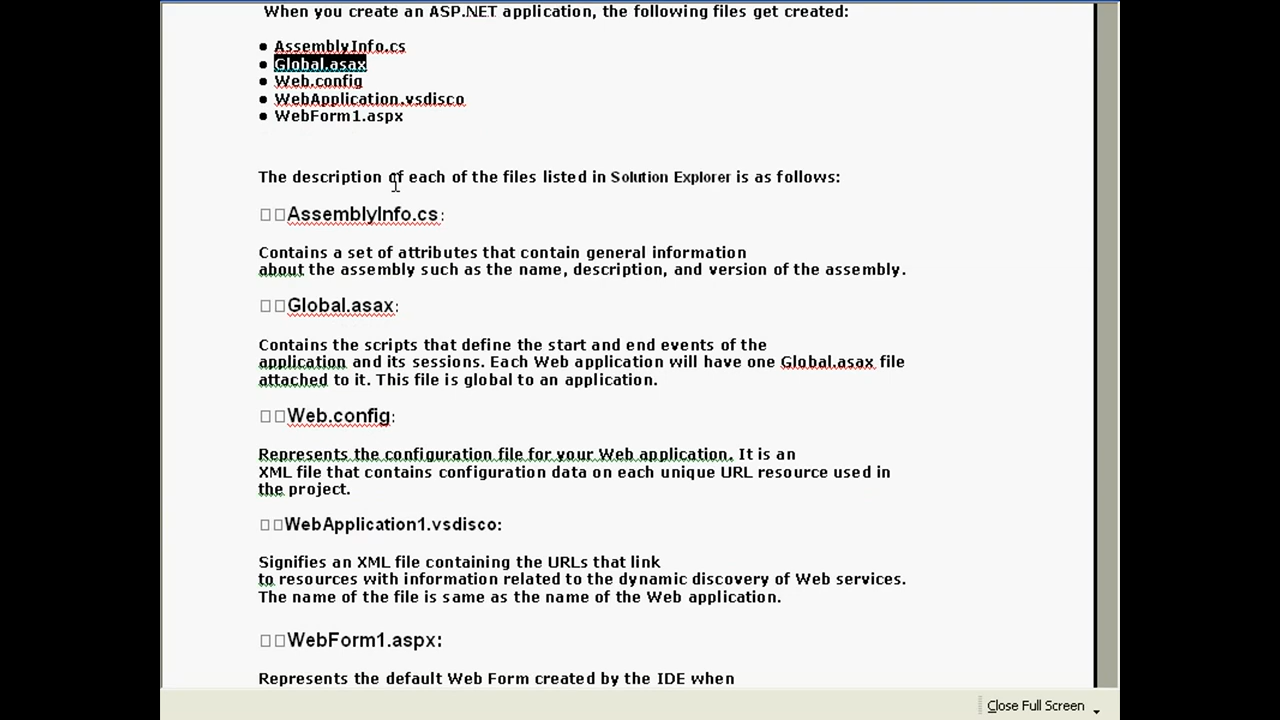 When you create an ASP.NET application, the following files get created:
● AssemblyInfo.cs
● Global.asax
● Web.config
● WebApplication.vsdisco
● WebForm1.aspx
The description of each of the files listed in Solution Explorer is as follows:
□□AssemblyInfo.cs:
Contains a set of attributes that contain general information
about the assembly such as the name, description, and version of the assembly.
□□Global.asax:
Contains the scripts that define the start and end events of the
application and its sessions. Each Web application will have one Global.asax file
attached to it. This file is global to an application.
□□Web.config:
Represents the configuration file for your Web application. It is an
XML file that contains configuration data on each unique URL resource used in
the project.
□□WebApplication1.vsdisco:
Signifies an XML file containing the URLs that link
to resources with information related to the dynamic discovery of Web services.
The name of the file is same as the name of the Web application.
□□WebForm1.aspx:
Represents the default Web Form created by the IDE when
Close Full Screen